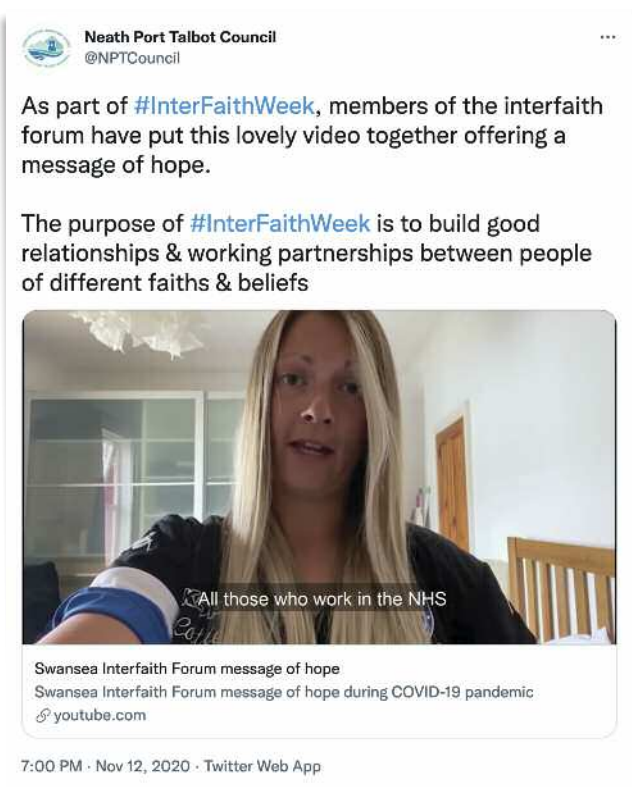 Neath Port Talbot Council
@NPTCouncil
As part of #InterFaithWeek, members of the interfaith
forum have put this lovely video together offering a
message of hope.
The purpose of #InterFaithWeek is to build good
relationships & working partnerships between people
of different faiths & beliefs
All those who work in the NHS
Swansea Interfaith Forum message of hope
Swansea Interfaith Forum message of hope during COVID-19 pandemic
youtube.com
7:00 PM · Nov 12, 2020 · Twitter Web App